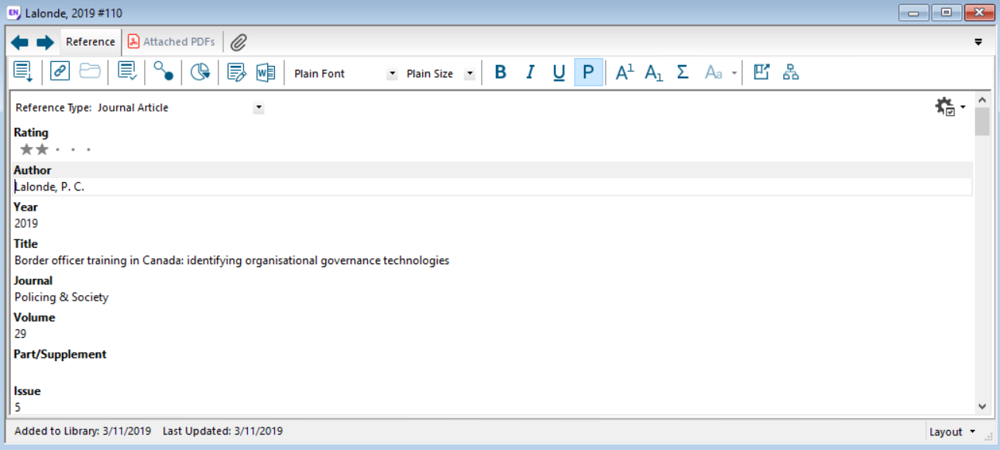 EN Lalonde, 2019 #110
Reference Attached PDFs
Plain Font Plain Size B I U P A1 A1 Σ Aa
Reference Type: Journal Article
Rating
Author
Lalonde, P. C.
Year
2019
Title
Border officer training in Canada: identifying organisational governance technologies
Journal
Policing & Society
Volume
29
Part/Supplement
Issue
5
Added to Library: 3/11/2019 Last Updated: 3/11/2019 Layout